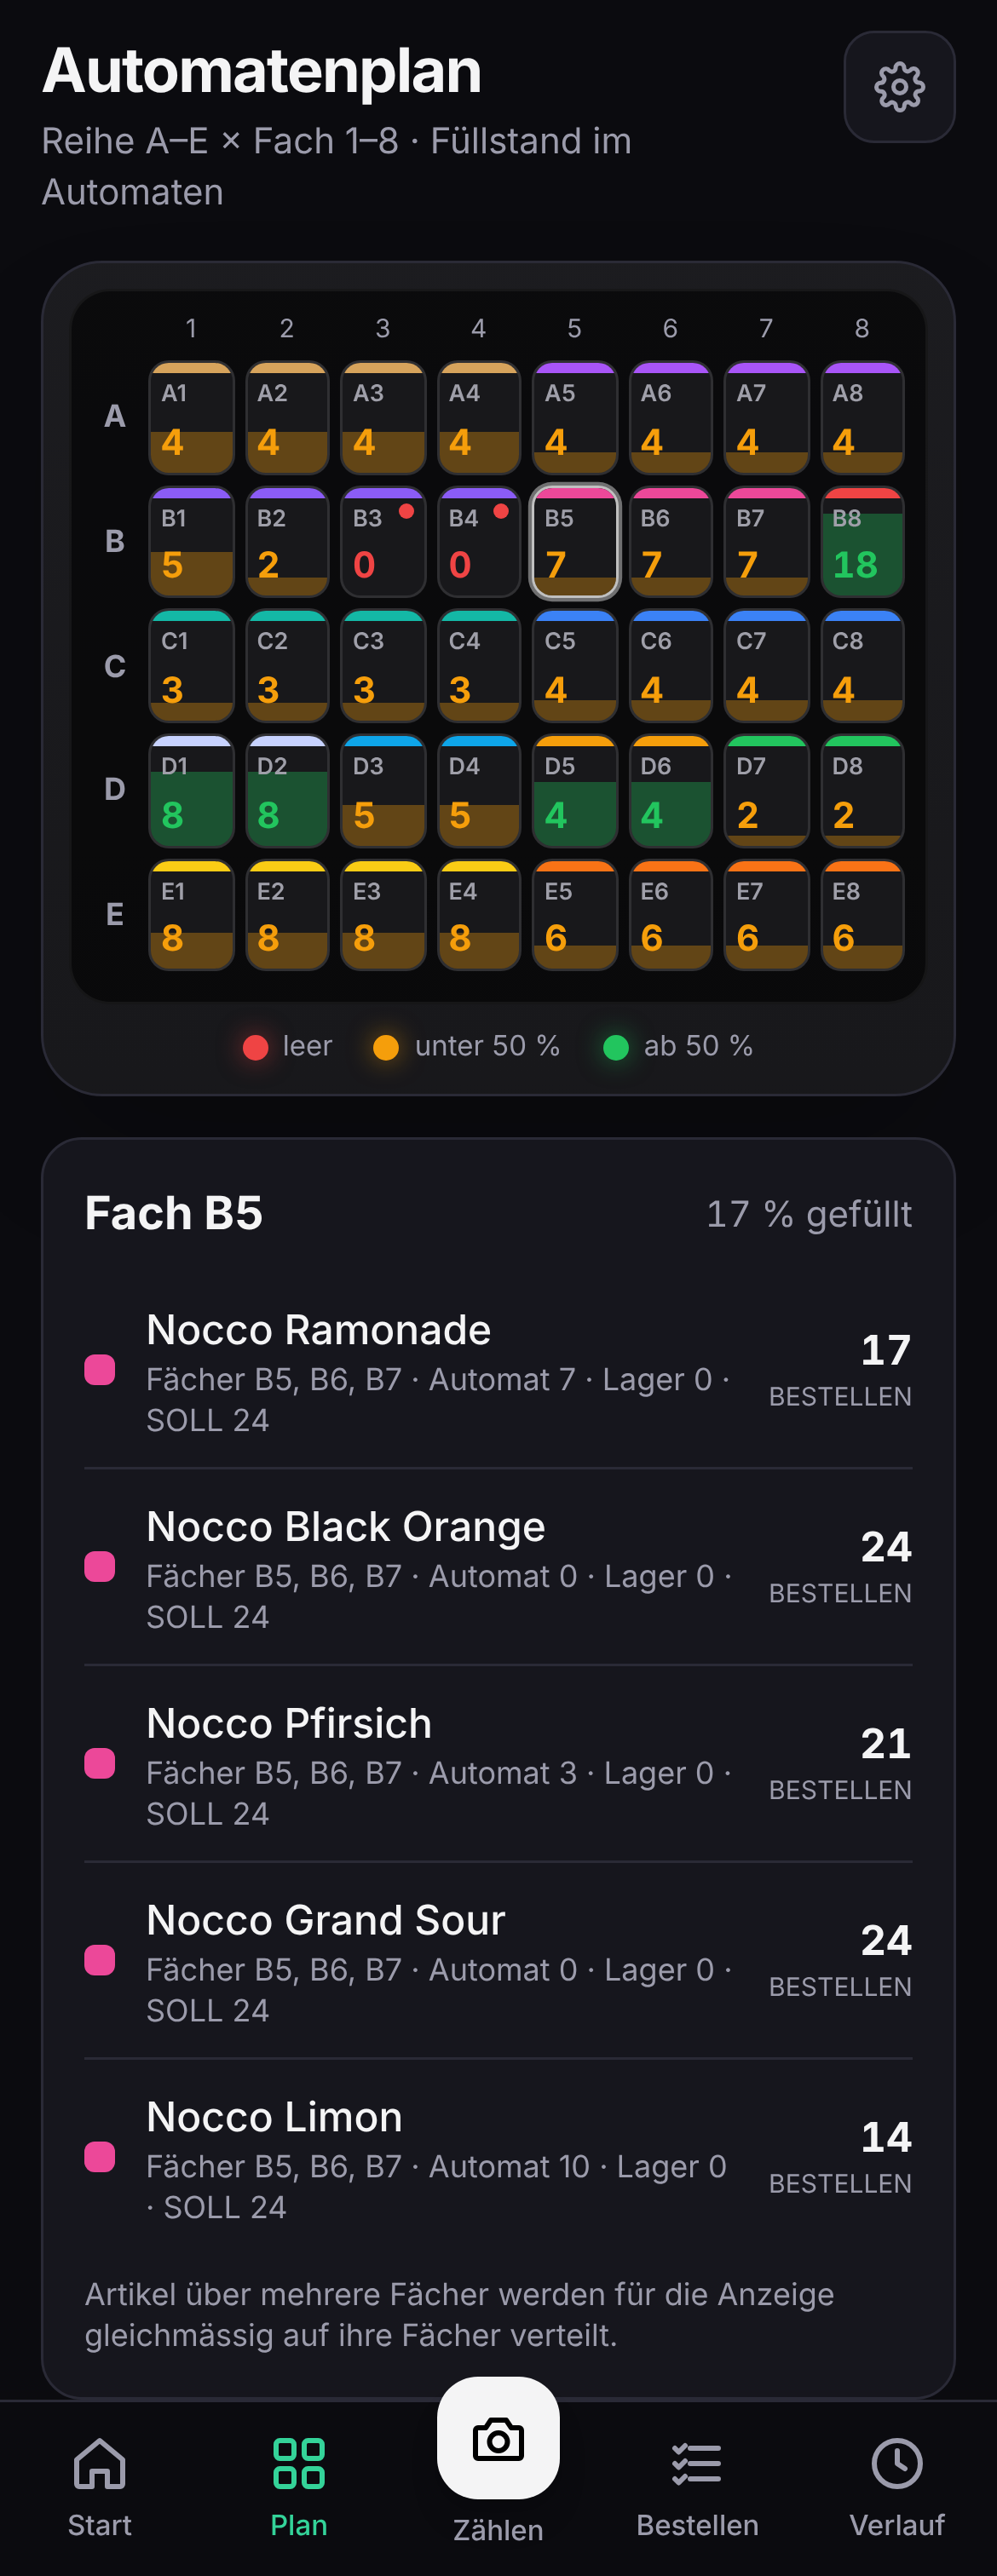 Automatenplan
Reihe A–E × Fach 1–8 · Füllstand im
Automaten
1 2 3 4 5 6 7 8
A
A1 A2 A3 A4 A5 A6 A7 A8
4 4 4 4 4 4 4 4
B
B1 B2 B3 B4 B5 B6 B7 B8
5 2 0 0 7 7 7 18
C
C1 C2 C3 C4 C5 C6 C7 C8
3 3 3 3 4 4 4 4
D
D1 D2 D3 D4 D5 D6 D7 D8
8 8 5 5 4 4 2 2
E
E1 E2 E3 E4 E5 E6 E7 E8
8 8 8 8 6 6 6 6
leer unter 50 % ab 50 %
Fach B5 17 % gefüllt
Nocco Ramonade
Fächer B5, B6, B7 · Automat 7 · Lager 0 ·
SOLL 24
17
BESTELLEN
Nocco Black Orange
Fächer B5, B6, B7 · Automat 0 · Lager 0 ·
SOLL 24
24
BESTELLEN
Nocco Pfirsich
Fächer B5, B6, B7 · Automat 3 · Lager 0 ·
SOLL 24
21
BESTELLEN
Nocco Grand Sour
Fächer B5, B6, B7 · Automat 0 · Lager 0 ·
SOLL 24
24
BESTELLEN
Nocco Limon
Fächer B5, B6, B7 · Automat 10 · Lager 0
· SOLL 24
14
BESTELLEN
Artikel über mehrere Fächer werden für die Anzeige
gleichmässig auf ihre Fächer verteilt.
Start Plan Zählen Bestellen Verlauf